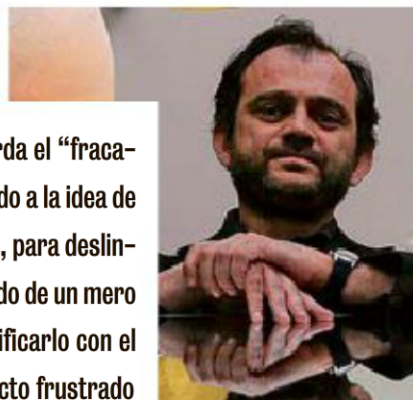 rda el “fraca-
do a la idea de
, para deslin-
do de un mero
ificarlo con el
cto frustrado